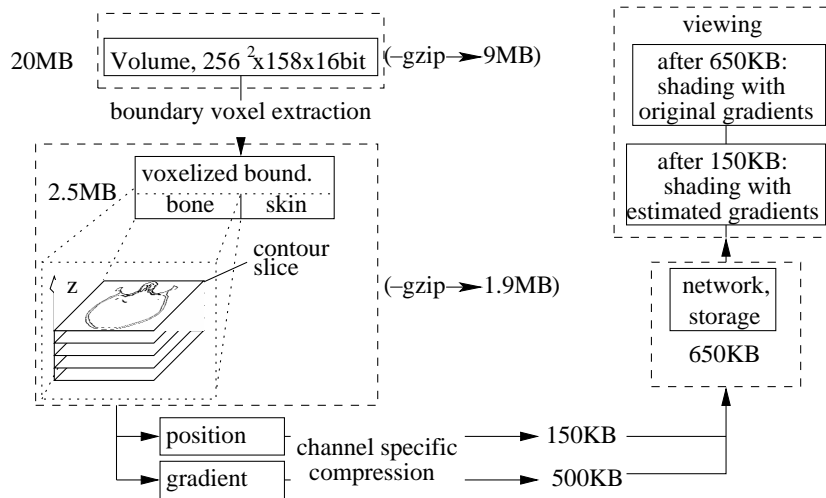 20MB
Volume, 256 ²x158x16bit
(–gzip→9MB)
boundary voxel extraction
2.5MB
voxelized bound.
bone
skin
contour
slice
z
(–gzip→1.9MB)
position
gradient
channel specific
compression
150KB
500KB
viewing
after 650KB:
shading with
original gradients
after 150KB:
shading with
estimated gradients
network,
storage
650KB